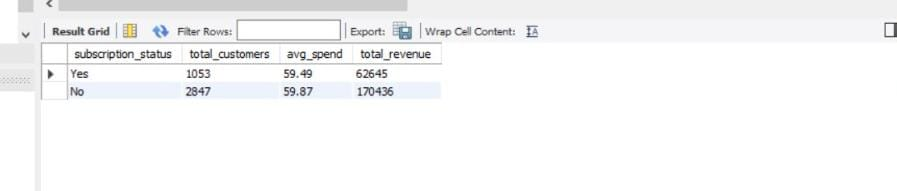 Result Grid Filter Rows: Export: Wrap Cell Content:
subscription_status total_customers avg_spend total_revenue
Yes 1053 59.49 62645
No 2847 59.87 170436